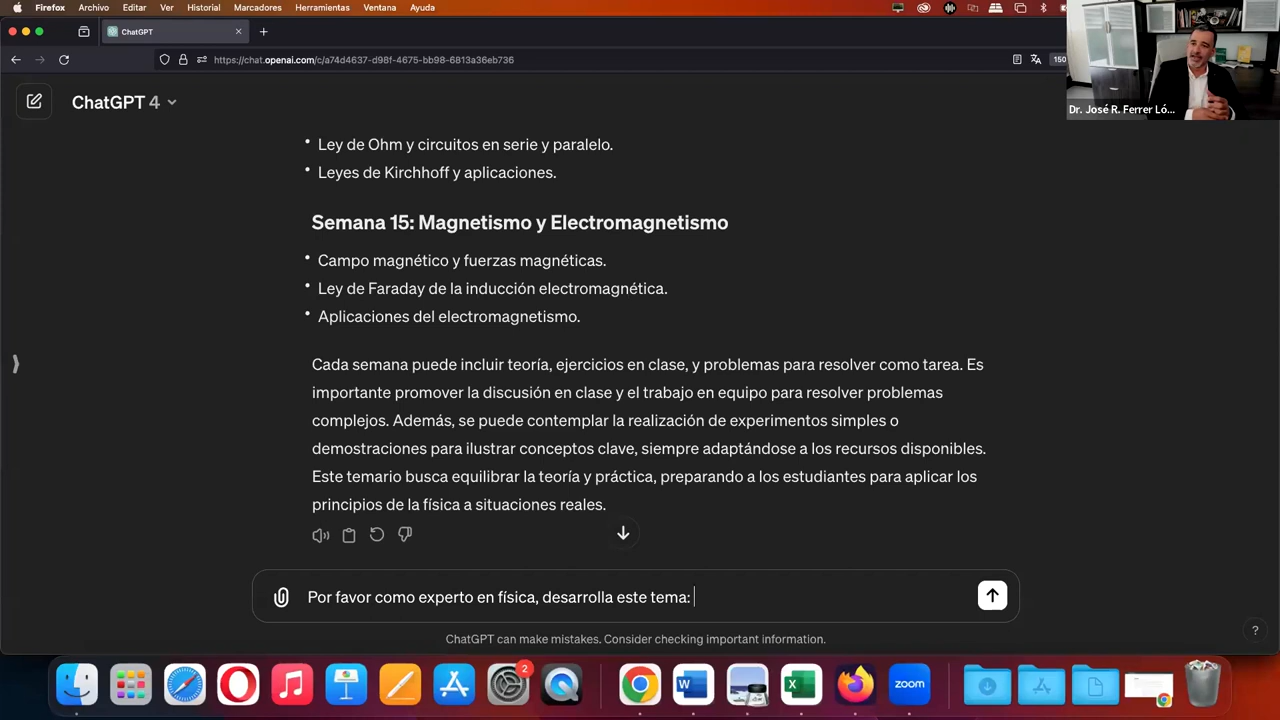 Firefox Archivo Editar Ver Historial Marcadores Herramientas Ventana Ayuda
ChatGPT
https://chat.openai.com/c/a74d4637-d98f-4675-bb98-6813a36eb736
150
Dr. José R. Ferrer Ló...
ChatGPT 4
• Ley de Ohm y circuitos en serie y paralelo.
• Leyes de Kirchhoff y aplicaciones.
Semana 15: Magnetismo y Electromagnetismo
• Campo magnético y fuerzas magnéticas.
• Ley de Faraday de la inducción electromagnética.
• Aplicaciones del electromagnetismo.
Cada semana puede incluir teoría, ejercicios en clase, y problemas para resolver como tarea. Es
importante promover la discusión en clase y el trabajo en equipo para resolver problemas
complejos. Además, se puede contemplar la realización de experimentos simples o
demostraciones para ilustrar conceptos clave, siempre adaptándose a los recursos disponibles.
Este temario busca equilibrar la teoría y práctica, preparando a los estudiantes para aplicar los
principios de la física a situaciones reales.
Por favor como experto en física, desarrolla este tema:
ChatGPT can make mistakes. Consider checking important information.
?
2
W
X
zoom